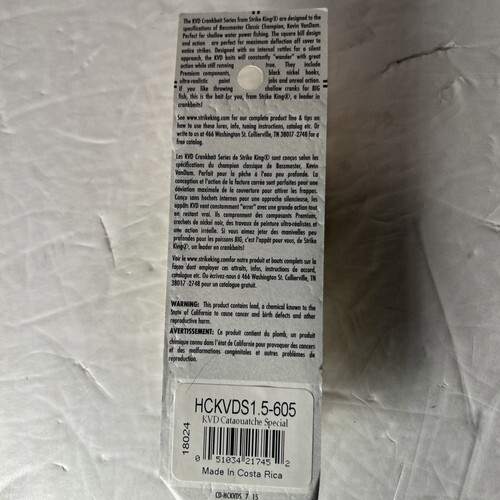 The KVD Crankbait Series from Strike King® are designed to the
specifications of Bassmaster Classic Champion, Kevin VanDam.
Perfect for shallow water power fishing. The square bill design
and action are perfect for maximum deflection off cover to
notice strikes. Designed with no internal rattles for a silent
approach, the KVD baits will constantly "wander" with great
action while still running true. They include
Premium components, black nickel hooks,
ultra-realistic paint jobs and unreal action.
If you like throwing shallow cranks for BIG
fish, this is the bait for you, from Strike King®, a leader in
crankbaits!
See www.strikeking.com for our complete product line & tips on
how to use these lures, info, tuning instructions, catalog etc. Or
write to us at 466 Washington St. Collierville, TN 38017 -2748 for a
free catalog.
Les KVD Crankbait Series de Strike King® sont conçus selon les
spécifications du champion classique de Bassmaster, Kevin
VanDam. Parfait pour la pêche à l'eau peu profonde. La
conception et l'action de la facture carrée sont parfaites pour une
déviation maximale de la couverture pour attirer les frappes.
Conçu sans hochets internes pour une approche silencieuse, les
appâts KVD vont constamment "errer" avec une grande action tout
en restant vrai. Ils comprennent des composants Premium,
crochets de nickel noir, des travaux de peinture ultra-réalistes et
une action irréelle. Si vous aimez jeter des manivelles peu
profondes pour les poissons BIG, c'est l'appât pour vous, de Strike
King®, un leader en crankbaits!
Voir le www.strikeking.comfor notre produit et bouts complets sur la
façon dont employer ces attraits, infos, instructions de accord,
catalogue etc. Ou écrivez-nous à 466 Washington St. Collierville, TN
38017 -2748 pour un catalogue gratuit.
WARNING: This product contains lead, a chemical known to the
State of California to cause cancer and birth defects and other
reproductive harm.
AVERTISSEMENT: Ce produit contient du plomb, un produit
chimique connu dans l'état de Californie pour provoquer des cancers
et des malformations congénitales et autres problèmes de
reproduction.
HCKVDS1.5-605
KVD Cataouatche Special
18024
0 51034 21745 2
Made In Costa Rica
CD-HCKVDS 7 15